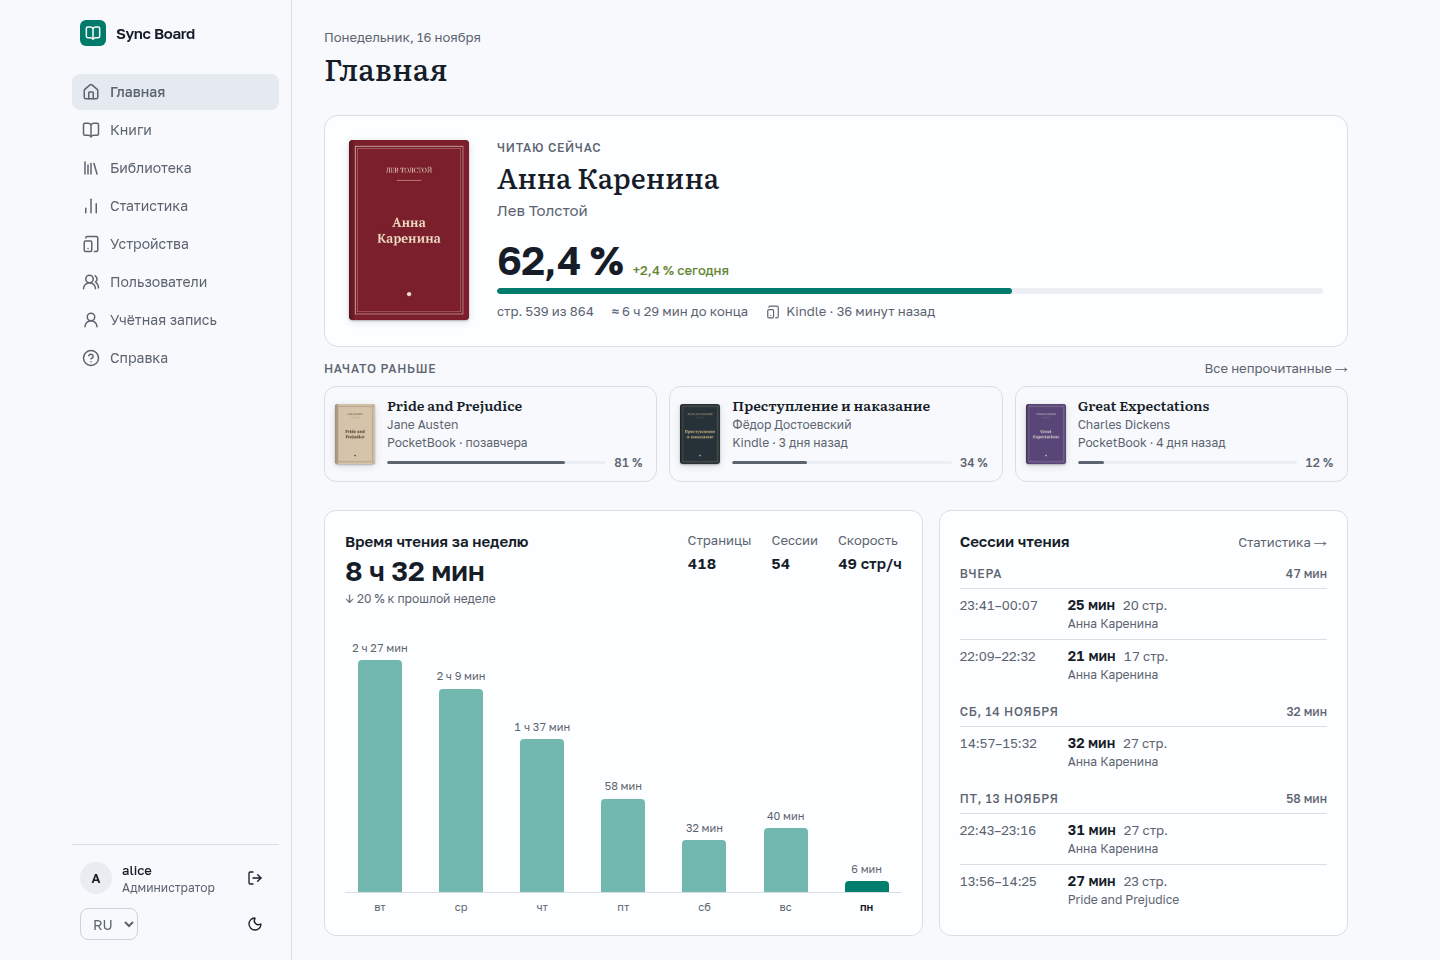 Sync Board
Главная
Книги
Библиотека
Статистика
Устройства
Пользователи
Учётная запись
Справка
A
alice
Администратор
RU
Понедельник, 16 ноября
Главная
ЛЕВ ТОЛСТОЙ
Анна
Каренина
ЧИТАЮ СЕЙЧАС
Анна Каренина
Лев Толстой
62,4 % +2,4 % сегодня
стр. 539 из 864 ≈ 6 ч 29 мин до конца Kindle · 36 минут назад
НАЧАТО РАНЬШЕ
Все непрочитанные →
Pride and
Prejudice
Pride and Prejudice
Jane Austen
PocketBook · позавчера
81 %
Преступление
и наказание
Преступление и наказание
Фёдор Достоевский
Kindle · 3 дня назад
34 %
Great
Expectations
Great Expectations
Charles Dickens
PocketBook · 4 дня назад
12 %
Время чтения за неделю
8 ч 32 мин
↓ 20 % к прошлой неделе
Страницы Сессии Скорость
418 54 49 стр/ч
2 ч 27 мин
2 ч 9 мин
1 ч 37 мин
58 мин
32 мин
40 мин
6 мин
вт ср чт пт сб вс пн
Сессии чтения
Статистика →
ВЧЕРА 47 мин
23:41–00:07 25 мин 20 стр.
Анна Каренина
22:09–22:32 21 мин 17 стр.
Анна Каренина
СБ, 14 НОЯБРЯ 32 мин
14:57–15:32 32 мин 27 стр.
Анна Каренина
ПТ, 13 НОЯБРЯ 58 мин
22:43–23:16 31 мин 27 стр.
Анна Каренина
13:56–14:25 27 мин 23 стр.
Pride and Prejudice